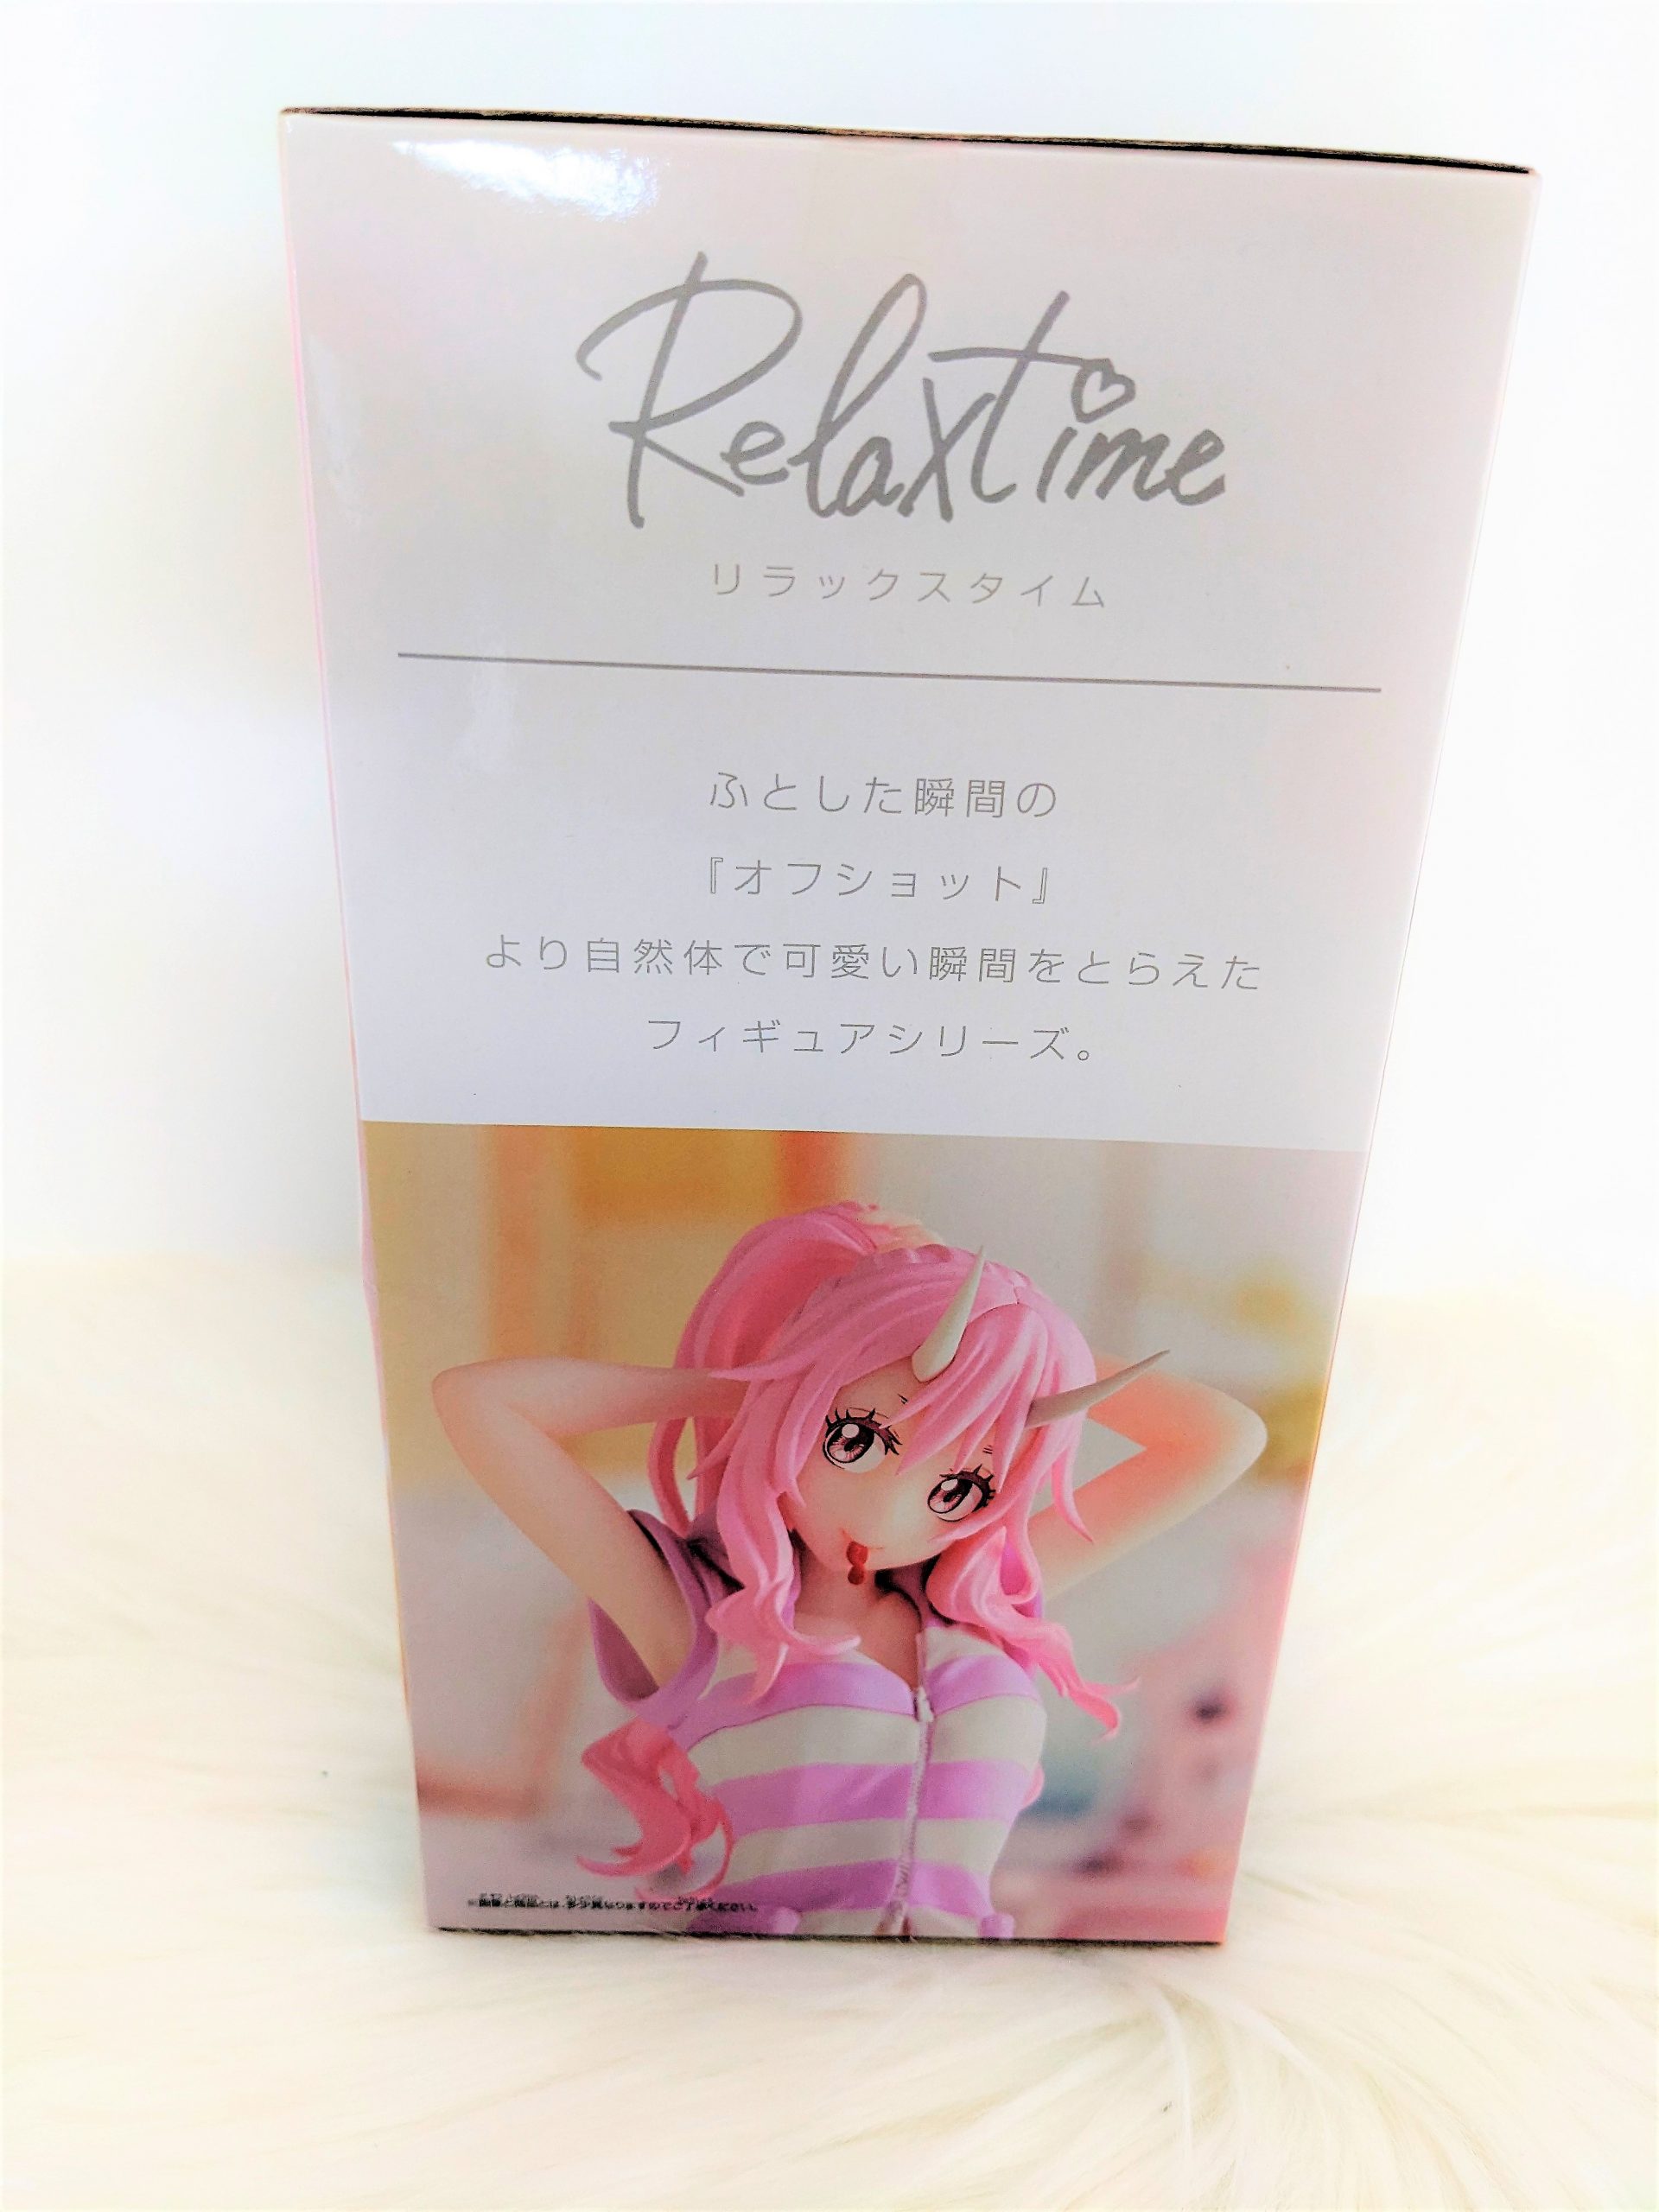 Relaxtime
リラックスタイム
ふとした瞬間の
『オフショット』
より自然体で可愛い瞬間をとらえた
フィギュアシリーズ。